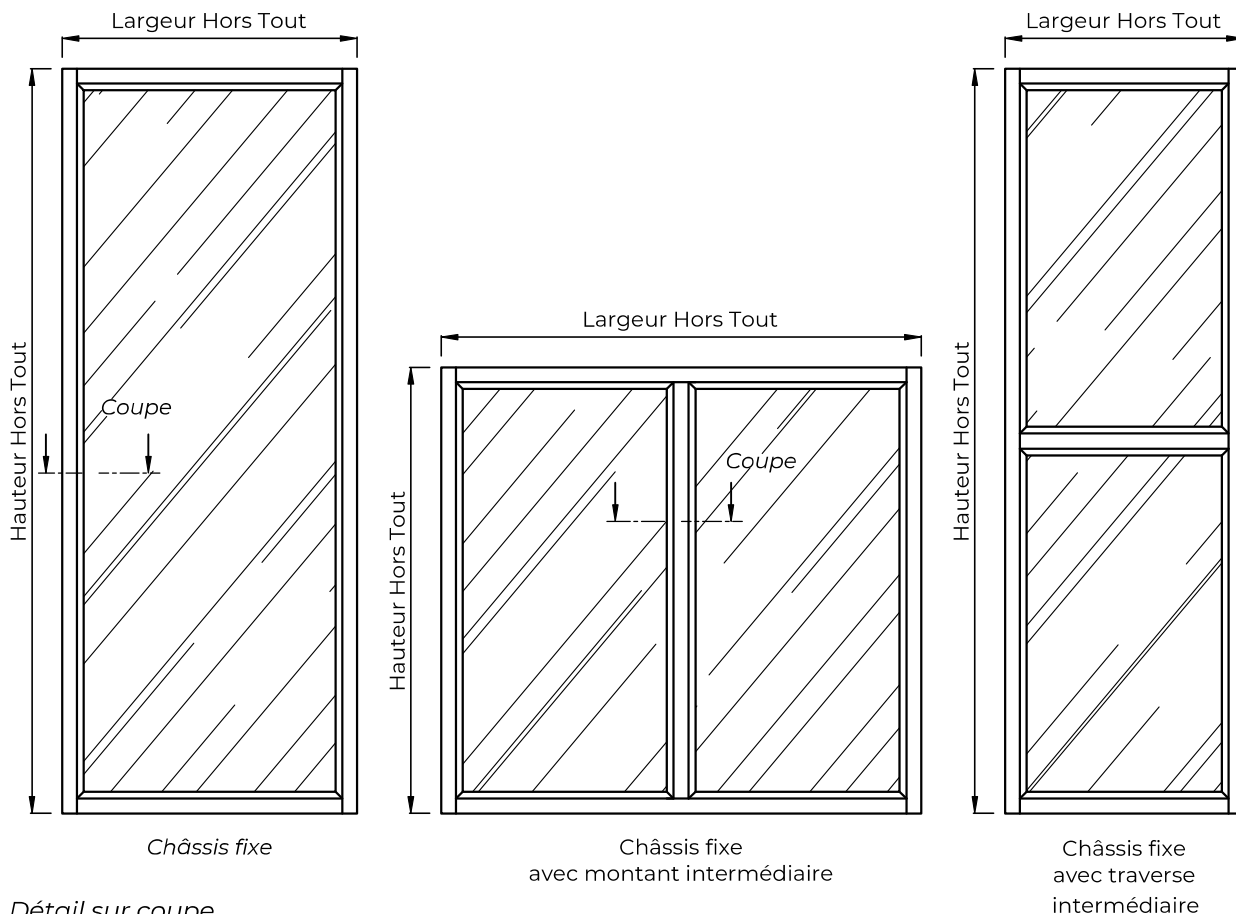 Largeur Hors Tout
Hauteur Hors Tout
Coupe
Châssis fixe
Largeur Hors Tout
Hauteur Hors Tout
Coupe
Châssis fixe
avec montant intermédiaire
Largeur Hors Tout
Hauteur Hors Tout
Châssis fixe
avec traverse
intermédiaire
Détail sur coupe